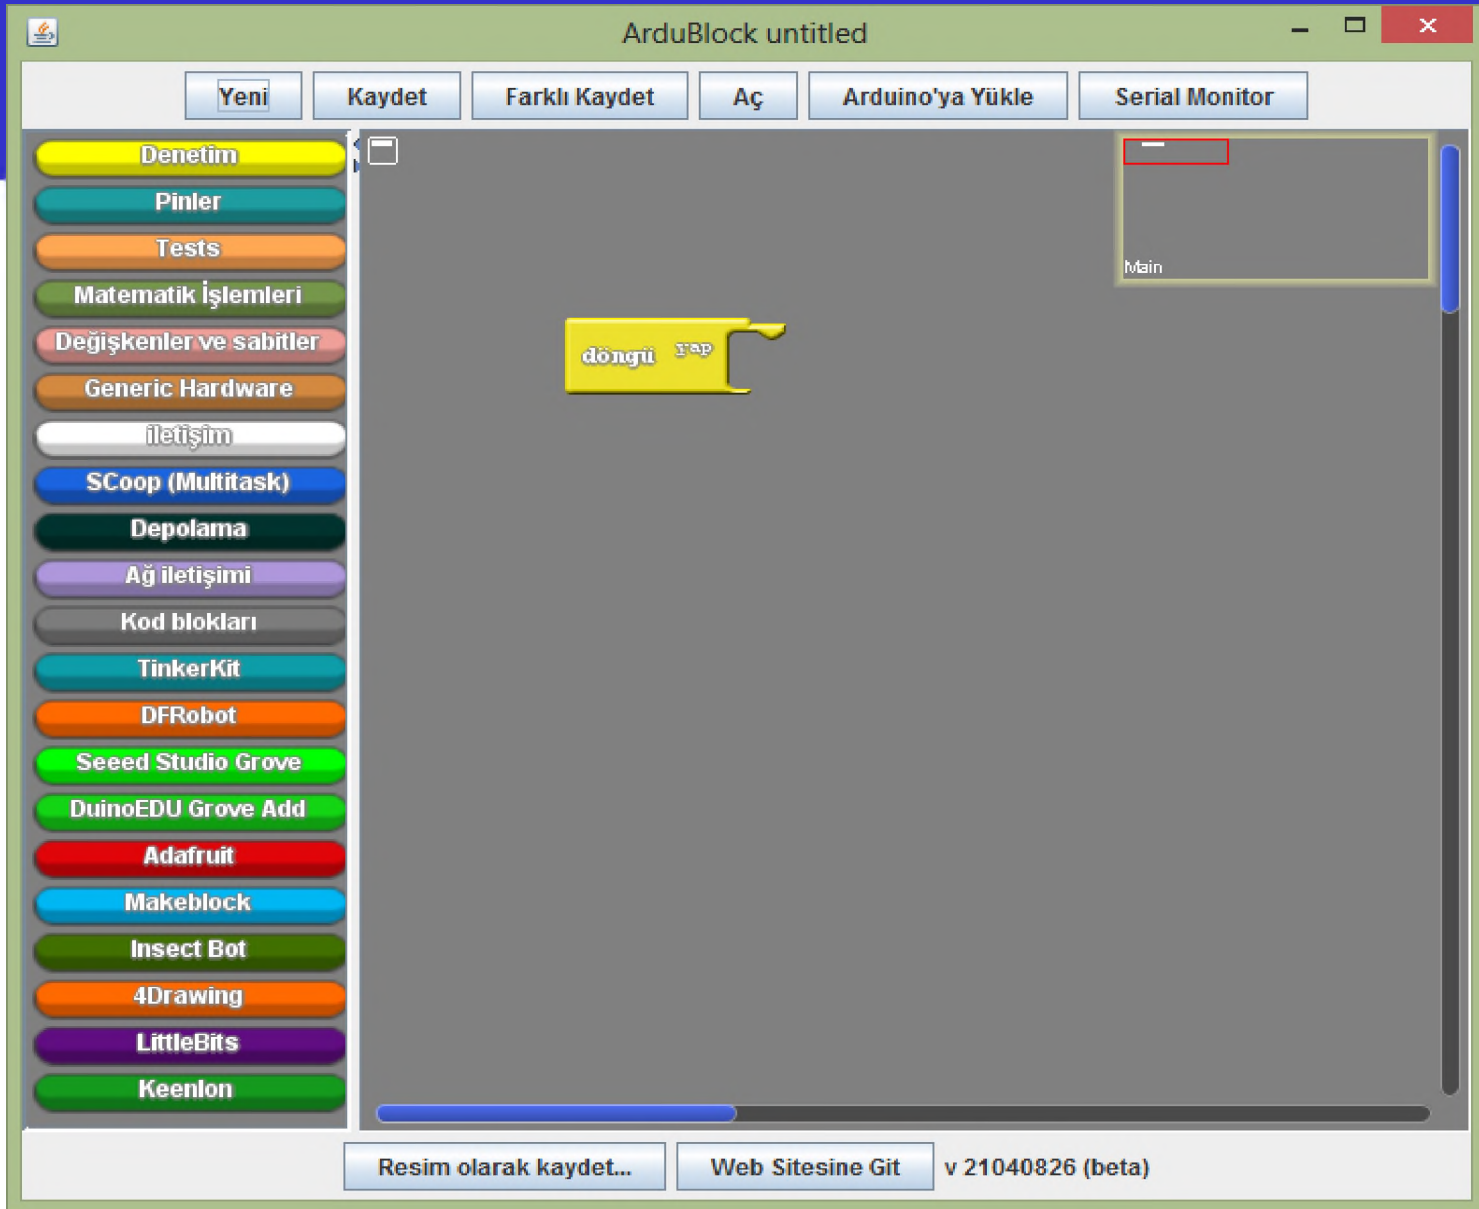 ArduBlock untitled
Yeni Kaydet Farklı Kaydet Aç Arduino'ya Yükle Serial Monitor
Denetim
Pinler
Tests
Matematik İşlemleri
Değişkenler ve sabitler
Generic Hardware
iletişim
SCoop (Multitask)
Depolama
Ağ iletişimi
Kod blokları
TinkerKit
DFRobot
Seeed Studio Grove
DuinoEDU Grove Add
Adafruit
Makeblock
Insect Bot
4Drawing
LittleBits
Keenlon
döngü yap
Main
Resim olarak kaydet... Web Sitesine Git v 21040826 (beta)